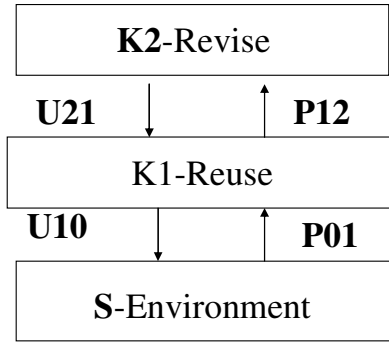 K2-Revise
U21 P12
K1-Reuse
U10 P01
S-Environment